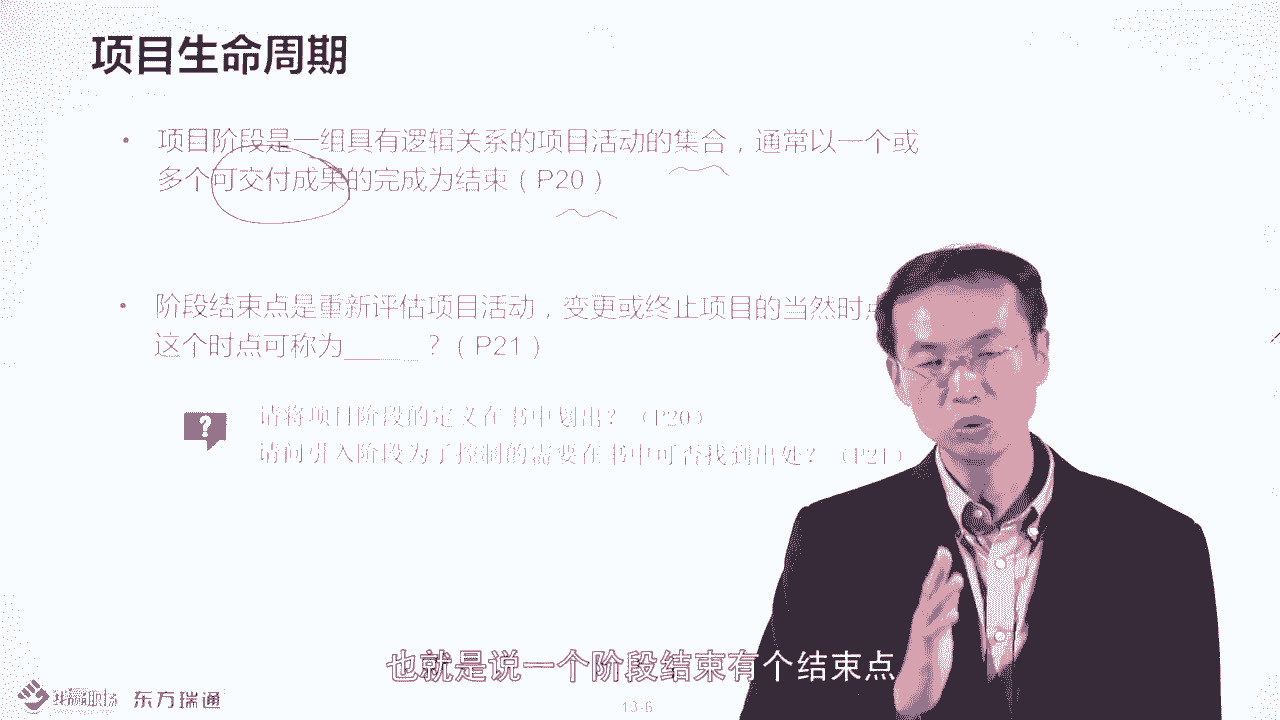 项目生命周期
• 项目阶段是一组具有逻辑关系的项目活动的集合，通常以一个或
多个可交付成果的完成为结束（P20）
• 阶段结束点是重新评估项目活动，变更或终止项目的当然时点
这个时点可称为______？（P21）
? 请将项目阶段的定义在书中划出？（P20）
请问引入阶段为了控制的需要在书中可否找到出处？（P21）
也就是说一个阶段结束有个结束点
我赢职场 东方瑞通
13-6